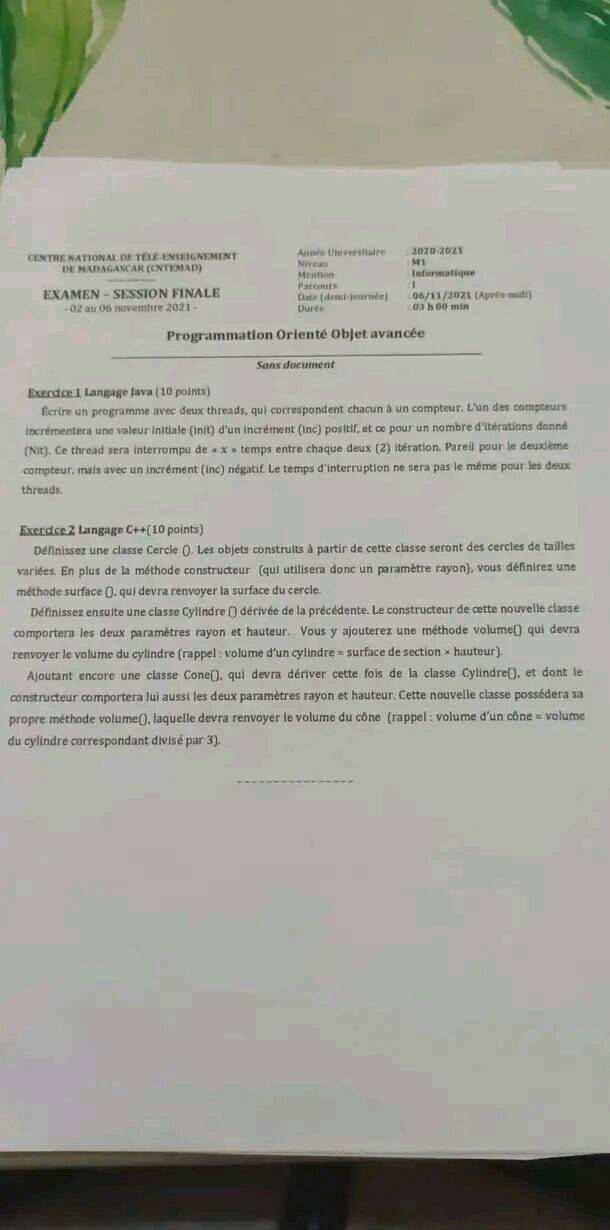 CENTRE NATIONAL DE TÉLÉ-ENSEIGNEMENT
DE MADAGASCAR (CNTEMAD)
EXAMEN – SESSION FINALE
- 02 au 06 novembre 2021 -
Année Universitaire : 2020-2021
Niveau : M1
Mention : Informatique
Parcours : I
Date (demi-journée) : 06/11/2021 (Après-midi)
Durée : 03 h 00 min
Programmation Orienté Objet avancée
Sans document
Exercice 1 Langage Java (10 points)
Écrire un programme avec deux threads, qui correspondent chacun à un compteur. L'un des compteurs
incrémentera une valeur initiale (init) d'un incrément (inc) positif, et ce pour un nombre d'itérations donné
(Nit). Ce thread sera interrompu de « x » temps entre chaque deux (2) itération. Pareil pour le deuxième
compteur, mais avec un incrément (inc) négatif. Le temps d'interruption ne sera pas le même pour les deux
threads.
Exercice 2 Langage C++(10 points)
Définissez une classe Cercle (). Les objets construits à partir de cette classe seront des cercles de tailles
variées. En plus de la méthode constructeur (qui utilisera donc un paramètre rayon), vous définirez une
méthode surface (), qui devra renvoyer la surface du cercle.
Définissez ensuite une classe Cylindre () dérivée de la précédente. Le constructeur de cette nouvelle classe
comportera les deux paramètres rayon et hauteur. Vous y ajouterez une méthode volume() qui devra
renvoyer le volume du cylindre (rappel : volume d'un cylindre = surface de section × hauteur).
Ajoutant encore une classe Cone(), qui devra dériver cette fois de la classe Cylindre(), et dont le
constructeur comportera lui aussi les deux paramètres rayon et hauteur. Cette nouvelle classe possédera sa
propre méthode volume(), laquelle devra renvoyer le volume du cône (rappel : volume d'un cône = volume
du cylindre correspondant divisé par 3).